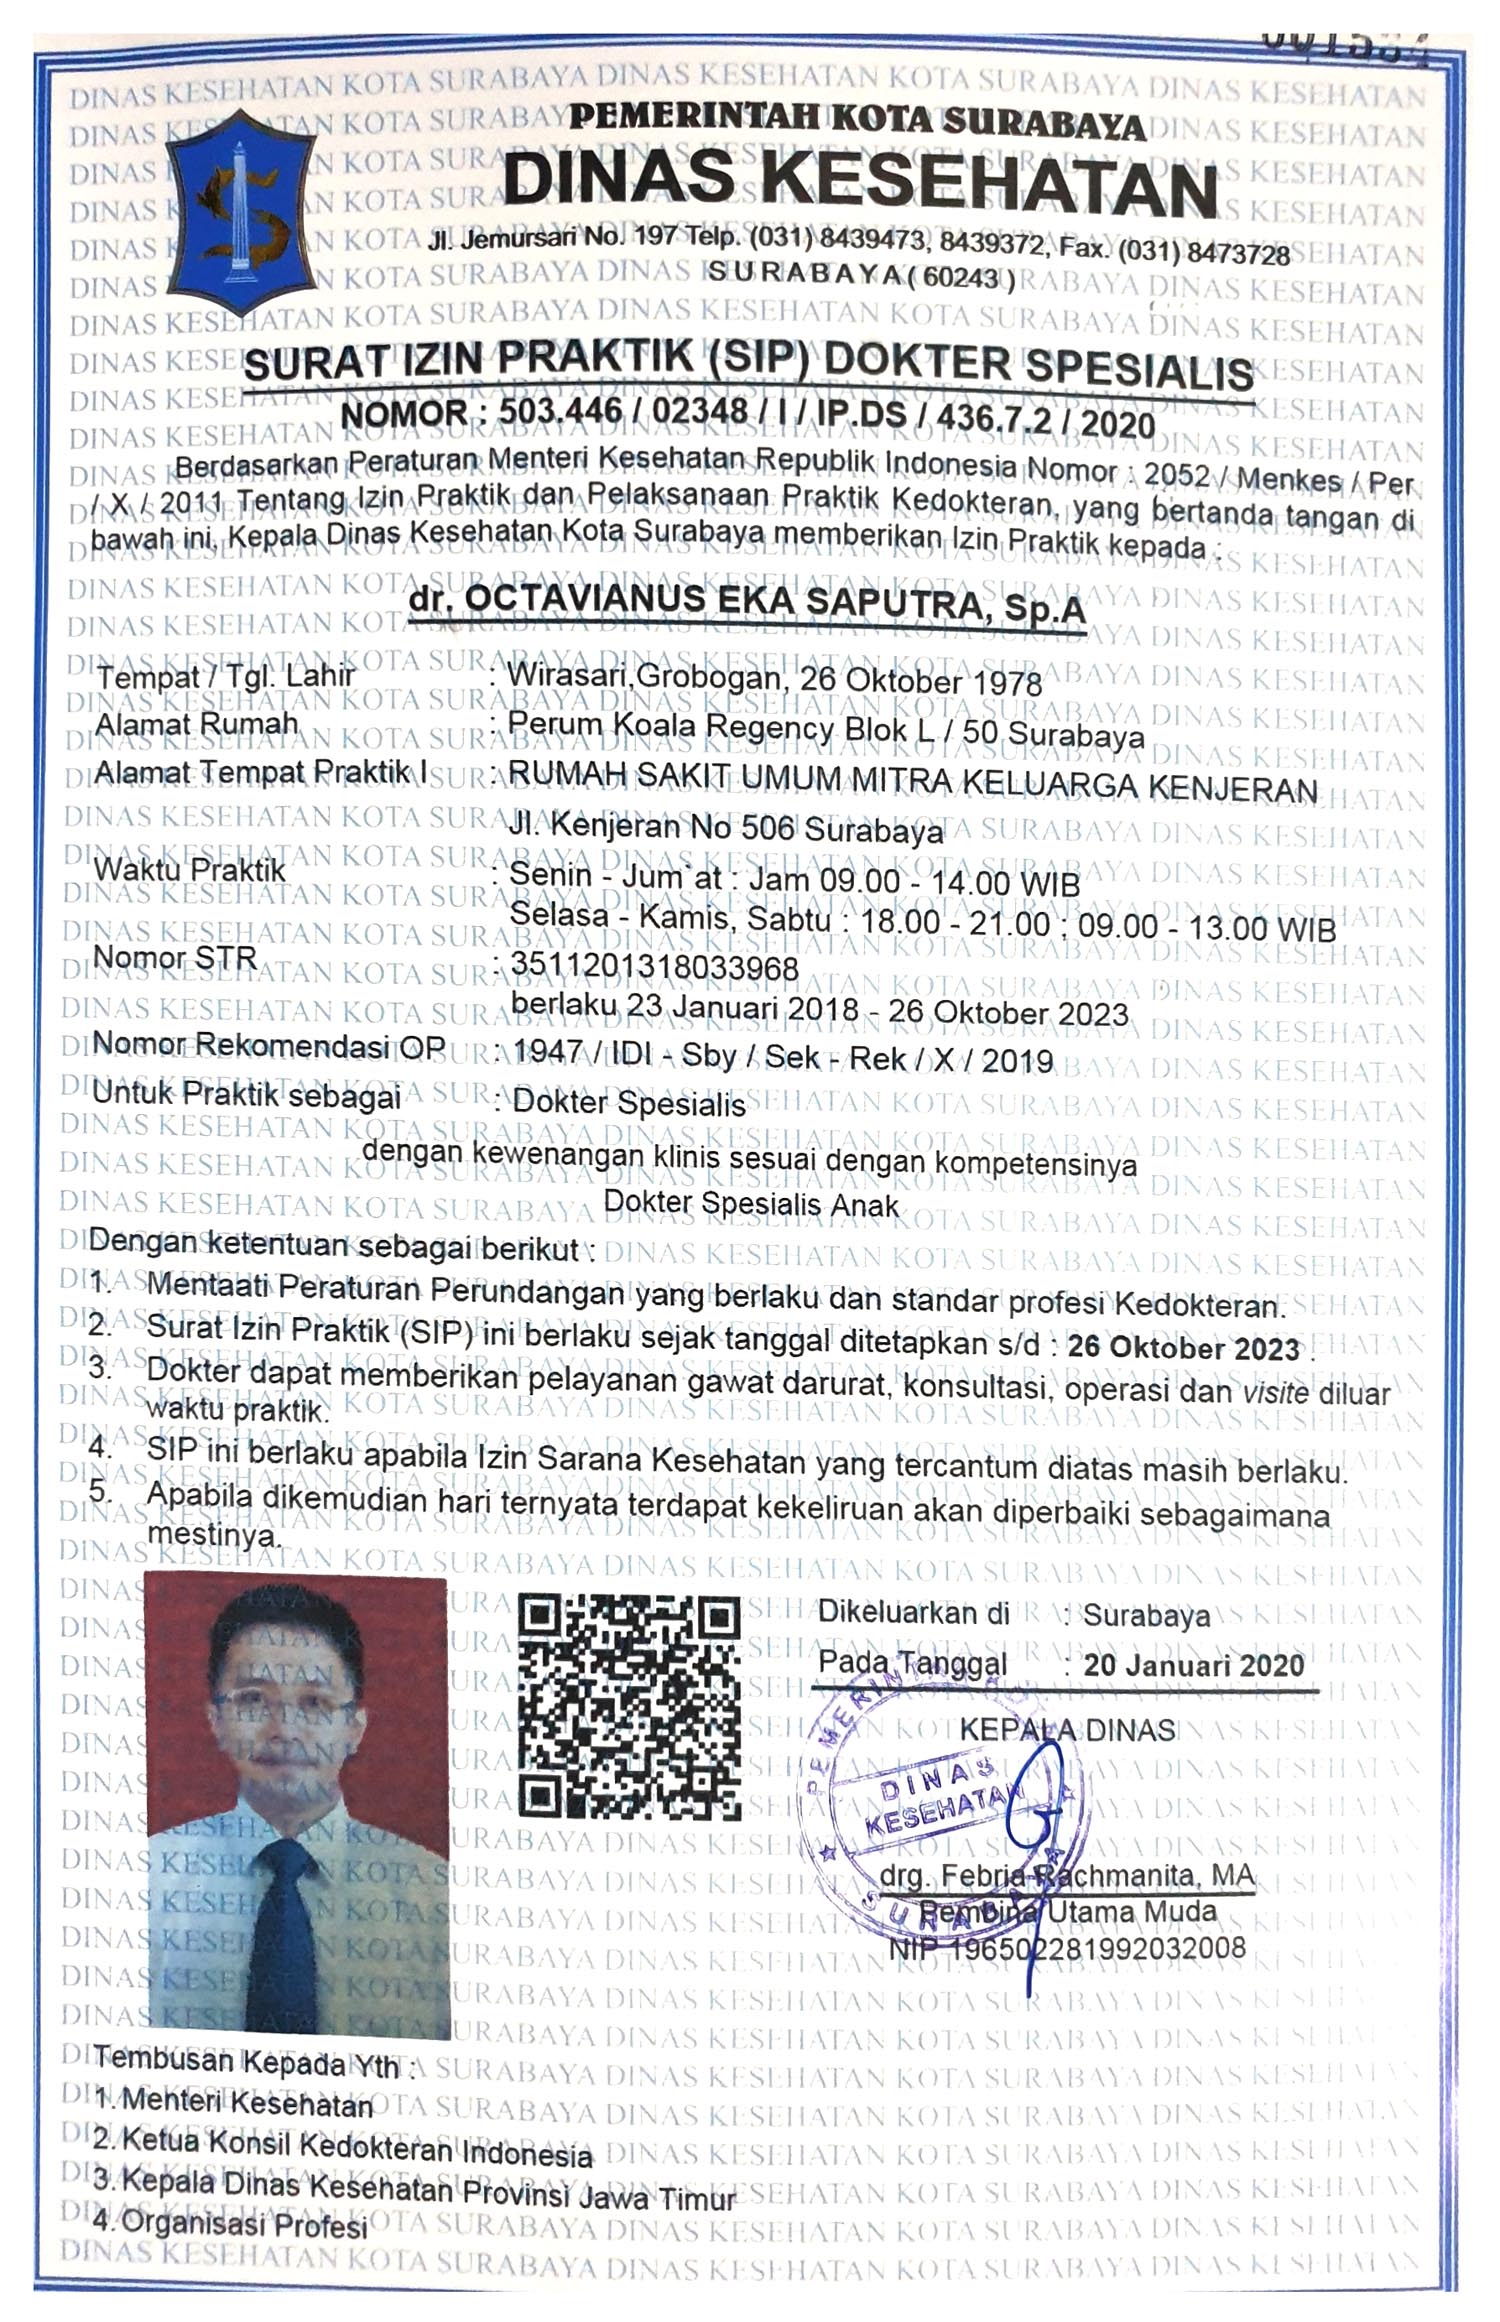 PEMERINTAH KOTA SURABAYA
DINAS KESEHATAN
Jl. Jemursari No. 197 Telp. (031) 8439473, 8439372, Fax. (031) 8473728
SURABAYA ( 60243 )
SURAT IZIN PRAKTIK (SIP) DOKTER SPESIALIS
NOMOR : 503.446 / 02348 / I / IP.DS / 436.7.2 / 2020
Berdasarkan Peraturan Menteri Kesehatan Republik Indonesia Nomor : 2052 / Menkes / Per
/ X / 2011 Tentang Izin Praktik dan Pelaksanaan Praktik Kedokteran, yang bertanda tangan di
bawah ini, Kepala Dinas Kesehatan Kota Surabaya memberikan Izin Praktik kepada :
dr. OCTAVIANUS EKA SAPUTRA, Sp.A
Tempat / Tgl. Lahir : Wirasari,Grobogan, 26 Oktober 1978
Alamat Rumah : Perum Koala Regency Blok L / 50 Surabaya
Alamat Tempat Praktik I : RUMAH SAKIT UMUM MITRA KELUARGA KENJERAN
Jl. Kenjeran No 506 Surabaya
Waktu Praktik : Senin - Jum`at : Jam 09.00 - 14.00 WIB
Selasa - Kamis, Sabtu : 18.00 - 21.00 ; 09.00 - 13.00 WIB
Nomor STR : 3511201318033968
berlaku 23 Januari 2018 - 26 Oktober 2023
Nomor Rekomendasi OP : 1947 / IDI - Sby / Sek - Rek / X / 2019
Untuk Praktik sebagai : Dokter Spesialis
dengan kewenangan klinis sesuai dengan kompetensinya
Dokter Spesialis Anak
Dengan ketentuan sebagai berikut :
1. Mentaati Peraturan Perundangan yang berlaku dan standar profesi Kedokteran.
2. Surat Izin Praktik (SIP) ini berlaku sejak tanggal ditetapkan s/d : 26 Oktober 2023 .
3. Dokter dapat memberikan pelayanan gawat darurat, konsultasi, operasi dan visite diluar
waktu praktik.
4. SIP ini berlaku apabila Izin Sarana Kesehatan yang tercantum diatas masih berlaku.
5. Apabila dikemudian hari ternyata terdapat kekeliruan akan diperbaiki sebagaimana
mestinya.
Dikeluarkan di : Surabaya
Pada Tanggal : 20 Januari 2020
KEPALA DINAS
DINAS
KESEHATAN
drg. Febria Rachmanita, MA
Pembina Utama Muda
NIP 196502281992032008
Tembusan Kepada Yth :
1. Menteri Kesehatan
2. Ketua Konsil Kedokteran Indonesia
3. Kepala Dinas Kesehatan Provinsi Jawa Timur
4. Organisasi Profesi